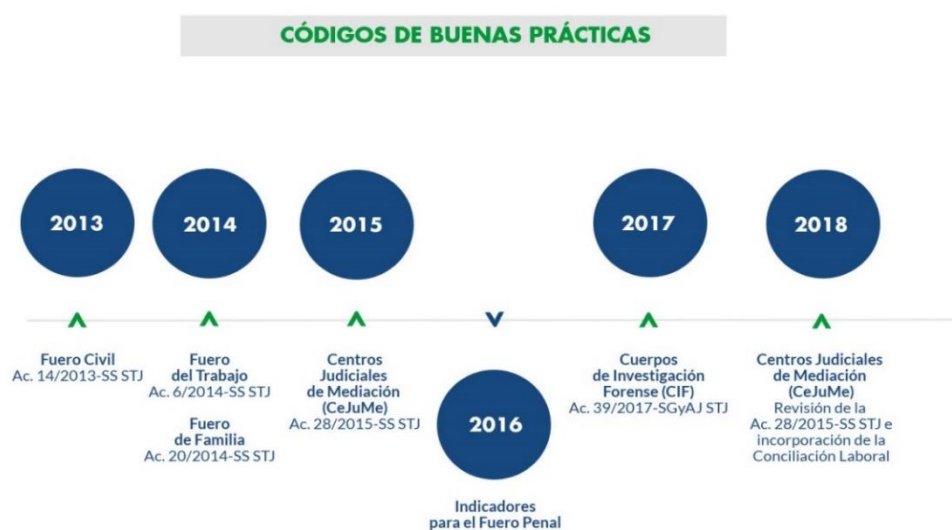 CÓDIGOS DE BUENAS PRÁCTICAS
2013
Fuero Civil
Ac. 14/2013-SS STJ
2014
Fuero
del Trabajo
Ac. 6/2014-SS STJ
Fuero
de Familia
Ac. 20/2014-SS STJ
2015
Centros
Judiciales
de Mediación
(CeJuMe)
Ac. 28/2015-SS STJ
2016
Indicadores
para el Fuero Penal
2017
Cuerpos
de Investigación
Forense (CIF)
Ac. 39/2017-SGyAJ STJ
2018
Centros Judiciales
de Mediación
(CeJuMe)
Revisión de la
Ac. 28/2015-SS STJ e
incorporación de la
Conciliación Laboral